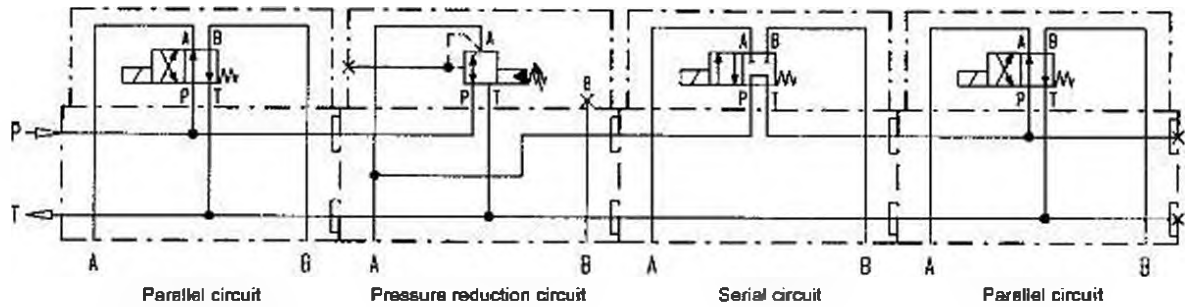 A B A A B A B
P T P T B P T P T
P
T
A B A B A B A B
Parallel circuit Pressure reduction circuit Serial circuit Parallel circuit